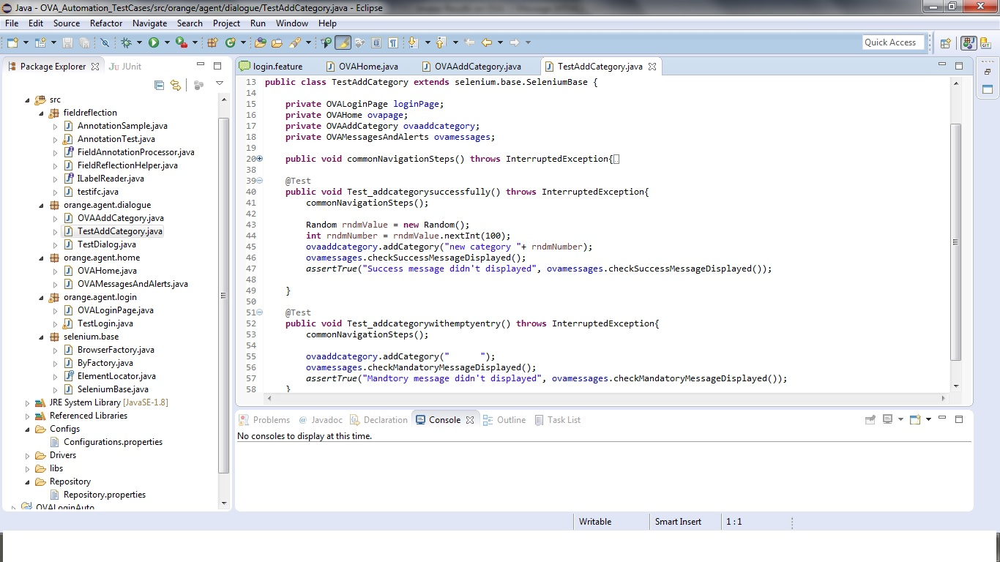 Java - OVA_Automation_TestCases/src/orange/agent/dialogue/TestAddCategory.java - Eclipse
File Edit Source Refactor Navigate Search Project Run Window Help
Quick Access
Package Explorer JUnit
src
fieldreflection
AnnotationSample.java
AnnotationTest.java
FieldAnnotationProcessor.java
FieldReflectionHelper.java
ILabelReader.java
testifc.java
orange.agent.dialogue
OVAAddCategory.java
TestAddCategory.java
TestDialog.java
orange.agent.home
OVAHome.java
OVAMessagesAndAlerts.java
orange.agent.login
OVALoginPage.java
TestLogin.java
selenium.base
BrowserFactory.java
ByFactory.java
ElementLocator.java
SeleniumBase.java
JRE System Library [JavaSE-1.8]
Referenced Libraries
Configs
Configurations.properties
Drivers
libs
Repository
Repository.properties
OVALoginAuto
login.feature OVAHome.java OVAAddCategory.java TestAddCategory.java
13 public class TestAddCategory extends selenium.base.SeleniumBase {
14
15 private OVALoginPage loginPage;
16 private OVAHome ovapage;
17 private OVAAddCategory ovaaddcategory;
18 private OVAMessagesAndAlerts ovamessages;
19
20 public void commonNavigationSteps() throws InterruptedException{
38
39 @Test
40 public void Test_addcategorysuccessfully() throws InterruptedException{
41 commonNavigationSteps();
42
43 Random rndmValue = new Random();
44 int rndmNumber = rndmValue.nextInt(100);
45 ovaaddcategory.addCategory("new category "+ rndmNumber);
46 ovamessages.checkSuccessMessageDisplayed();
47 assertTrue("Success message didn't displayed", ovamessages.checkSuccessMessageDisplayed());
48
49 }
50
51 @Test
52 public void Test_addcategorywithemptyentry() throws InterruptedException{
53 commonNavigationSteps();
54
55 ovaaddcategory.addCategory("      ");
56 ovamessages.checkMandatoryMessageDisplayed();
57 assertTrue("Mandtory message didn't displayed", ovamessages.checkMandatoryMessageDisplayed());
58 }
Problems @ Javadoc Declaration Console Outline Task List
No consoles to display at this time.
Writable Smart Insert 1 : 1